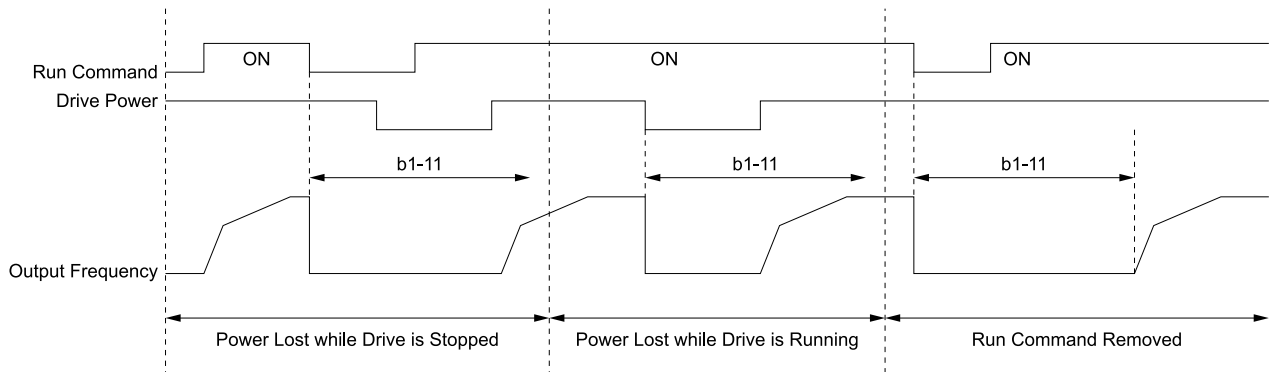 Run Command
ON
ON
ON
Drive Power
b1-11
b1-11
b1-11
Output Frequency
Power Lost while Drive is Stopped
Power Lost while Drive is Running
Run Command Removed